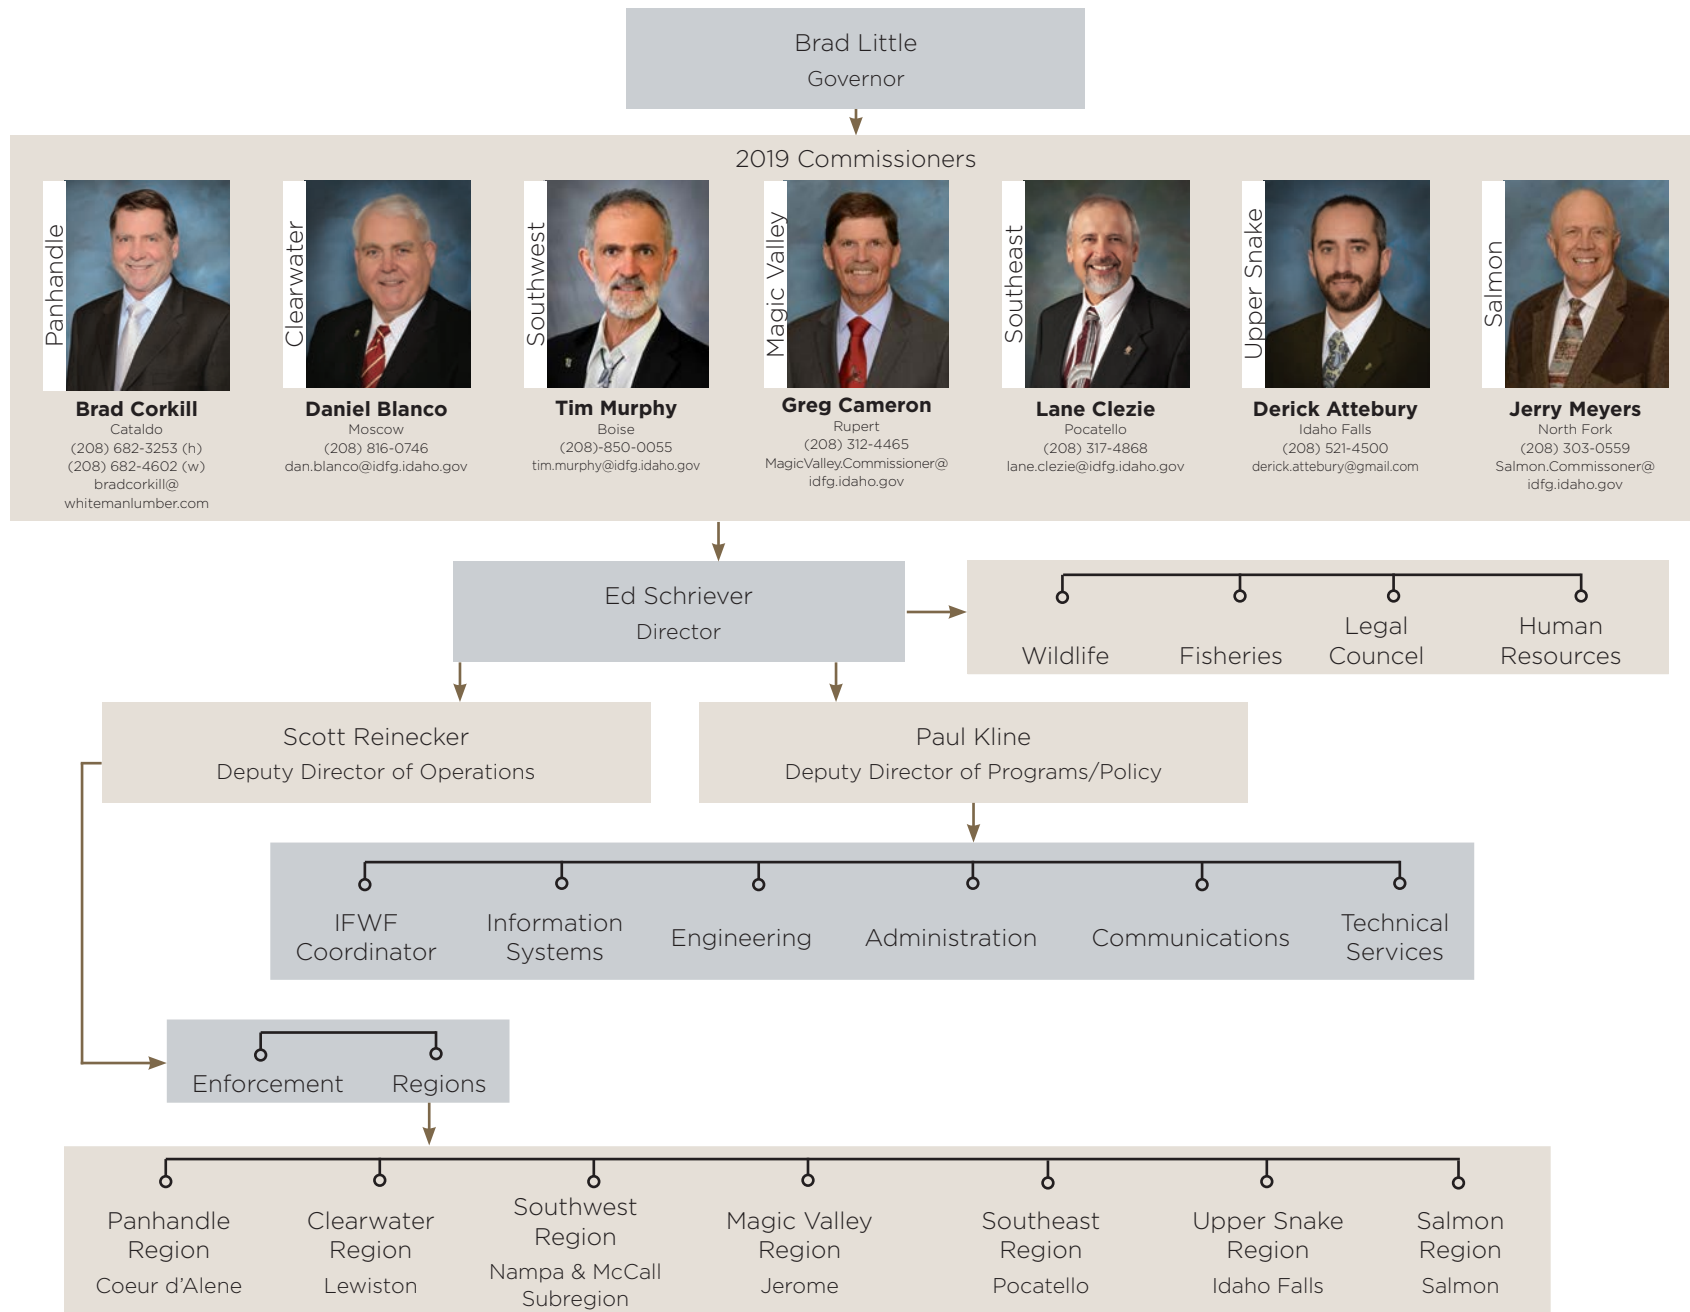 Brad Little
Governor
2019 Commissioners
Panhandle
Brad Corkill
Cataldo
(208) 682-3253 (h)
(208) 682-4602 (w)
bradcorkill@
whitemanlumber.com
Clearwater
Daniel Blanco
Moscow
(208) 816-0746
dan.blanco@idfg.idaho.gov
Southwest
Tim Murphy
Boise
(208)-850-0055
tim.murphy@idfg.idaho.gov
Magic Valley
Greg Cameron
Rupert
(208) 312-4465
MagicValley.Commissioner@
idfg.idaho.gov
Southeast
Lane Clezie
Pocatello
(208) 317-4868
lane.clezie@idfg.idaho.gov
Upper Snake
Derick Attebury
Idaho Falls
(208) 521-4500
derick.attebury@gmail.com
Salmon
Jerry Meyers
North Fork
(208) 303-0559
Salmon.Commissoner@
idfg.idaho.gov
Ed Schriever
Director
Wildlife
Fisheries
Legal
Councel
Human
Resources
Scott Reinecker
Deputy Director of Operations
Paul Kline
Deputy Director of Programs/Policy
IFWF
Coordinator
Information
Systems
Engineering
Administration
Communications
Technical
Services
Enforcement
Regions
Panhandle
Region
Coeur d'Alene
Clearwater
Region
Lewiston
Southwest
Region
Nampa & McCall
Subregion
Magic Valley
Region
Jerome
Southeast
Region
Pocatello
Upper Snake
Region
Idaho Falls
Salmon
Region
Salmon